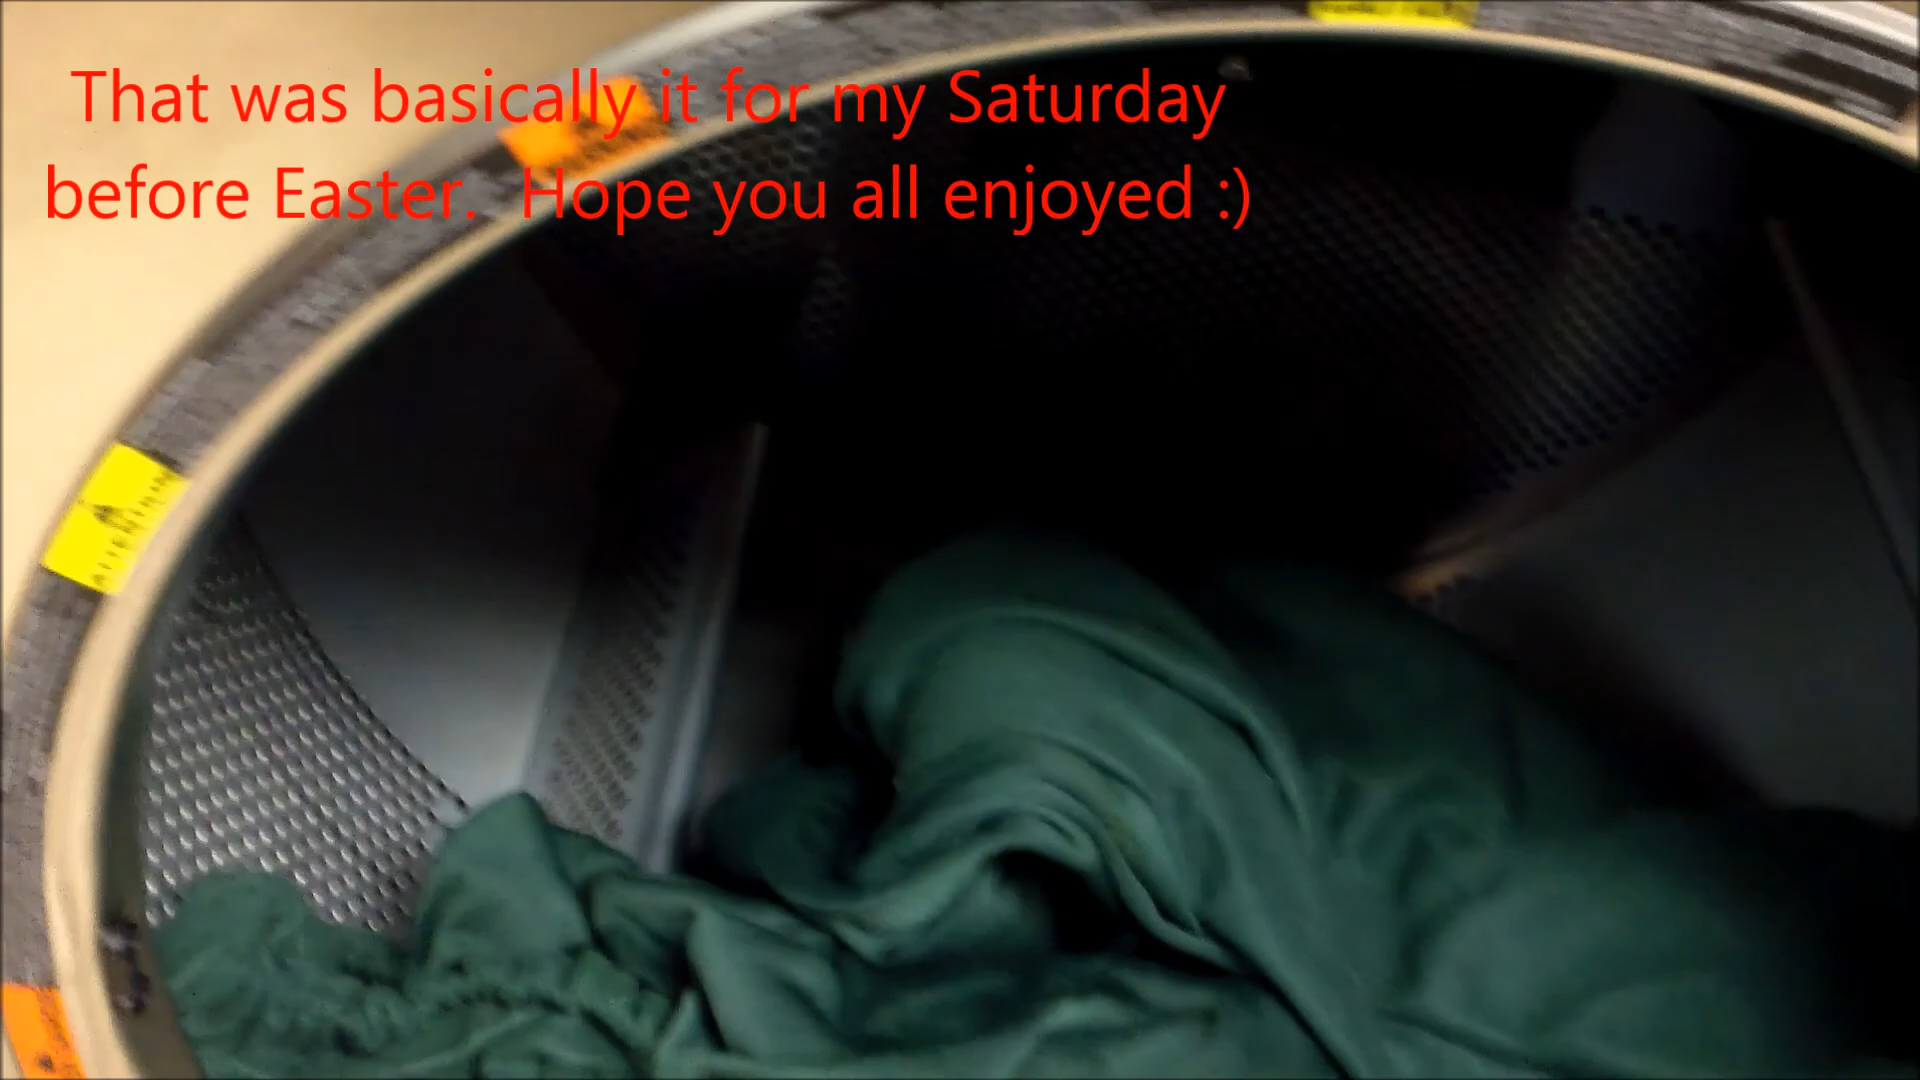 That was basically it for my Saturday
before Easter.  Hope you all enjoyed :)